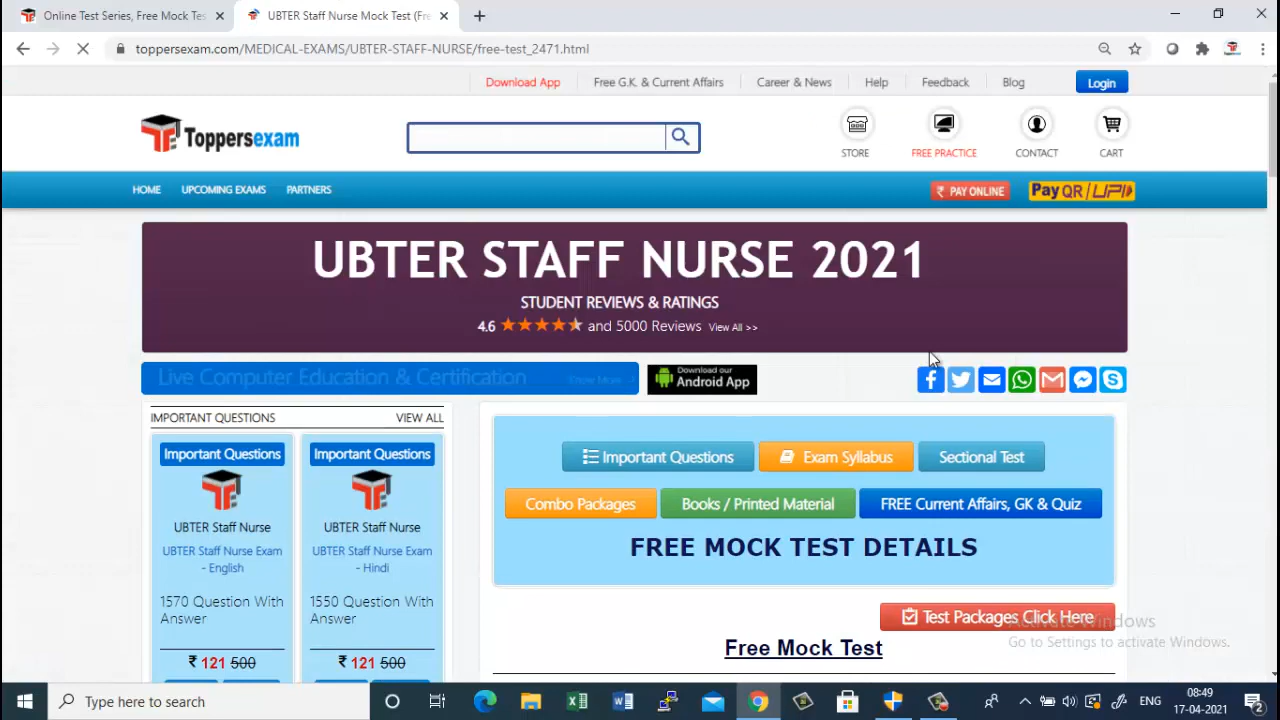 Online Test Series, Free Mock Tes
UBTER Staff Nurse Mock Test (Fre
toppersexam.com/MEDICAL-EXAMS/UBTER-STAFF-NURSE/free-test_2471.html
Download App
Free G.K. & Current Affairs
Career & News
Help
Feedback
Blog
Login
Toppersexam
STORE
FREE PRACTICE
CONTACT
CART
HOME
UPCOMING EXAMS
PARTNERS
₹ PAY ONLINE
Pay QR/UPI
UBTER STAFF NURSE 2021
STUDENT REVIEWS & RATINGS
4.6 and 5000 Reviews View All >>
Live Computer Education & Certification
Know More
Download our
Android App
IMPORTANT QUESTIONS
VIEW ALL
Important Questions
UBTER Staff Nurse
UBTER Staff Nurse Exam
- English
1570 Question With
Answer
₹ 121 500
Important Questions
UBTER Staff Nurse
UBTER Staff Nurse Exam
- Hindi
1550 Question With
Answer
₹ 121 500
Important Questions
Exam Syllabus
Sectional Test
Combo Packages
Books / Printed Material
FREE Current Affairs, GK & Quiz
FREE MOCK TEST DETAILS
Test Packages Click Here
Free Mock Test
Activate Windows
Go to Settings to activate Windows.
Type here to search
ENG
08:49
17-04-2021
2